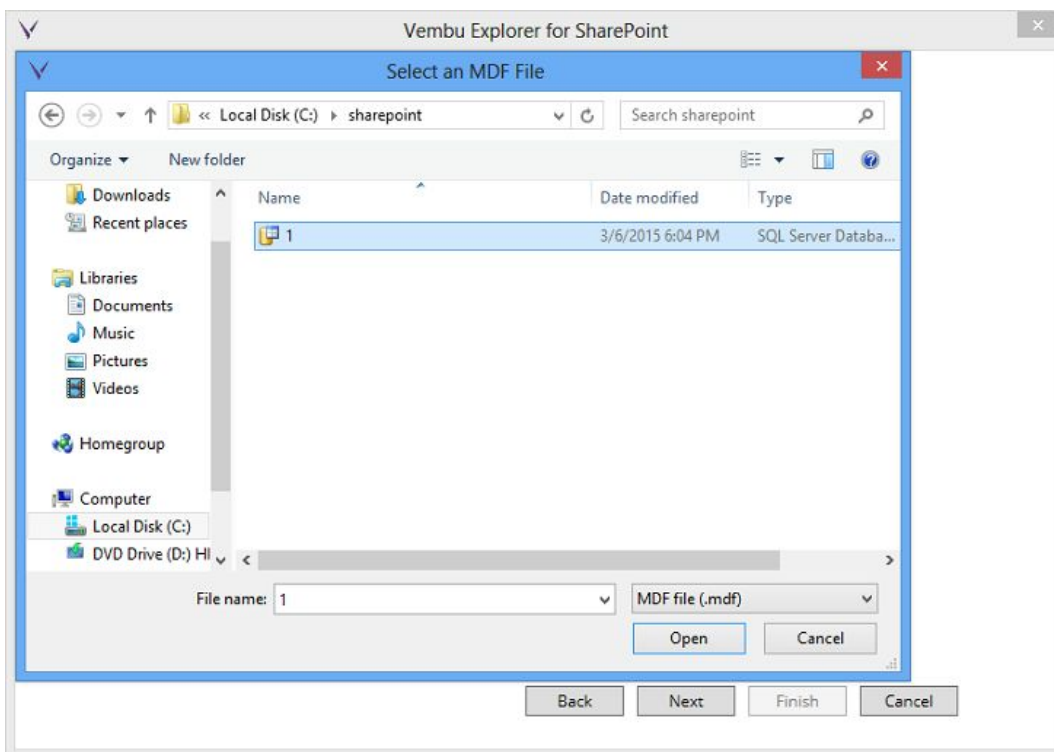 Vembu Explorer for SharePoint
Select an MDF File
« Local Disk (C:) sharepoint
Search sharepoint
Organize
New folder
Downloads
Recent places
Libraries
Documents
Music
Pictures
Videos
Homegroup
Computer
Local Disk (C:)
DVD Drive (D:) HI
Name Date modified Type
1 3/6/2015 6:04 PM SQL Server Databa...
File name: 1 MDF file (.mdf)
Open Cancel
Back Next Finish Cancel